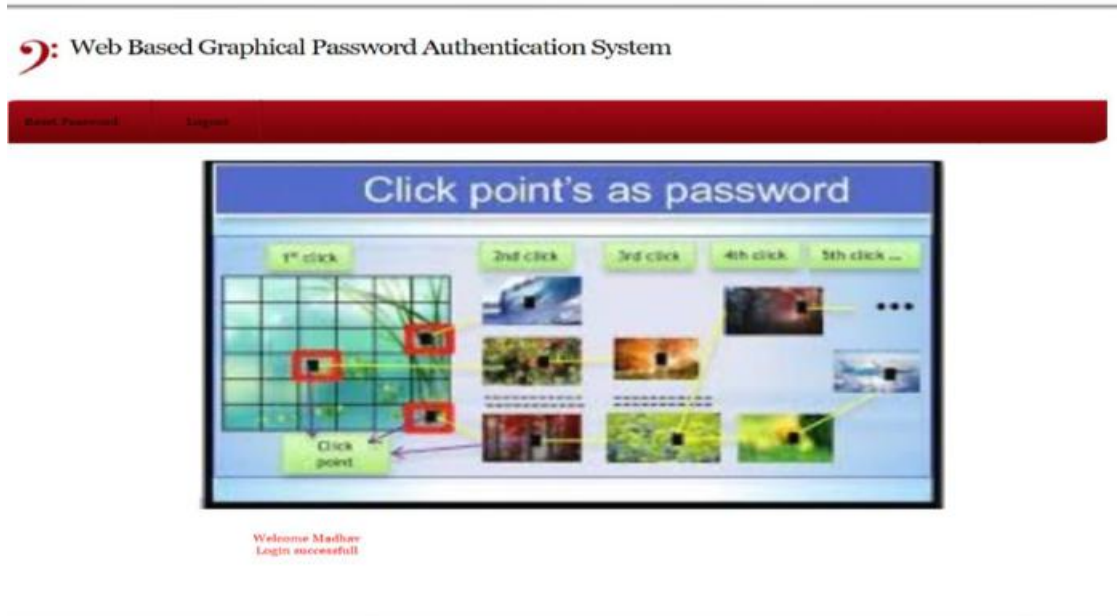 Web Based Graphical Password Authentication System
Reset Password Logout
Click point's as password
1st click 2nd click 3rd click 4th click 5th click ...
Click
point
Welcome Madhav
Login successfull